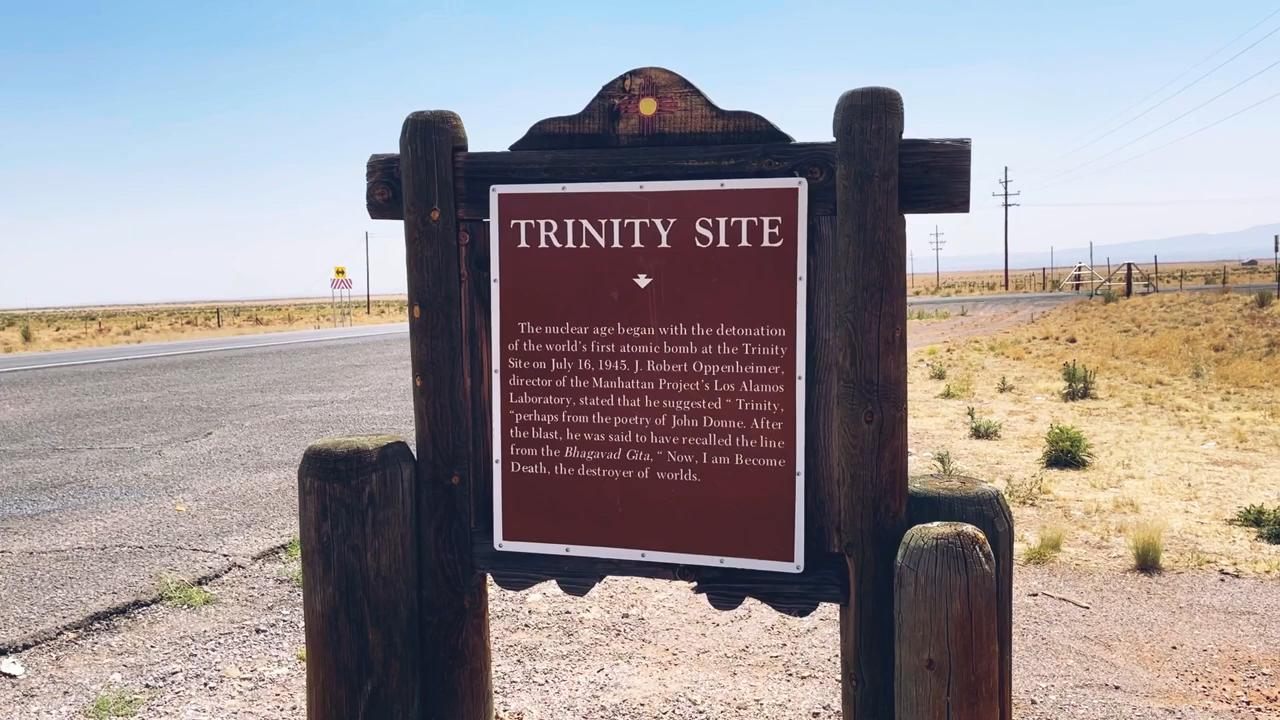 TRINITY SITE
The nuclear age began with the detonation
of the world's first atomic bomb at the Trinity
Site on July 16, 1945. J. Robert Oppenheimer,
director of the Manhattan Project's Los Alamos
Laboratory, stated that he suggested “ Trinity,
“perhaps from the poetry of John Donne. After
the blast, he was said to have recalled the line
from the Bhagavad Gita, “ Now, I am Become
Death, the destroyer of worlds.